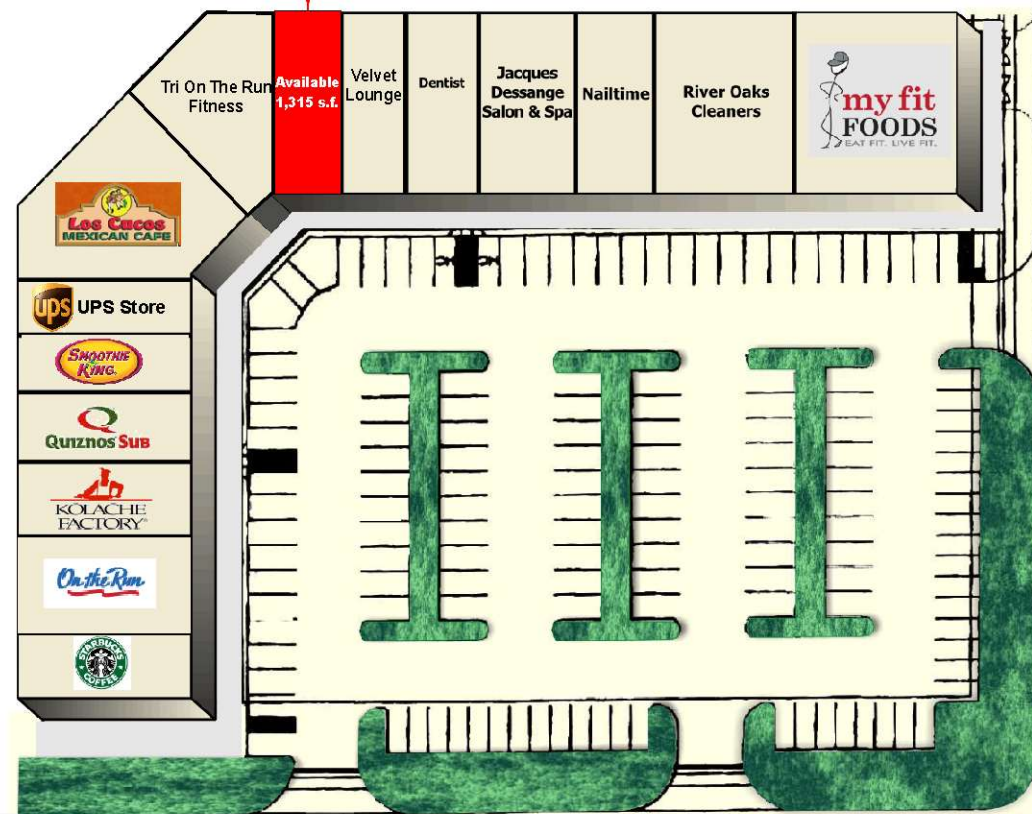 Tri On The Run
Fitness
Available
1,315 s.f.
Velvet
Lounge
Dentist
Jacques
Dessange
Salon & Spa
Nailtime
River Oaks
Cleaners
my fit
FOODS
EAT FIT. LIVE FIT.
Los Cucos
MEXICAN CAFE
ups UPS Store
SMOOTHIE
KING
QUIZNOS SUB
KOLACHE
FACTORY
On the Run
STARBUCKS
COFFEE